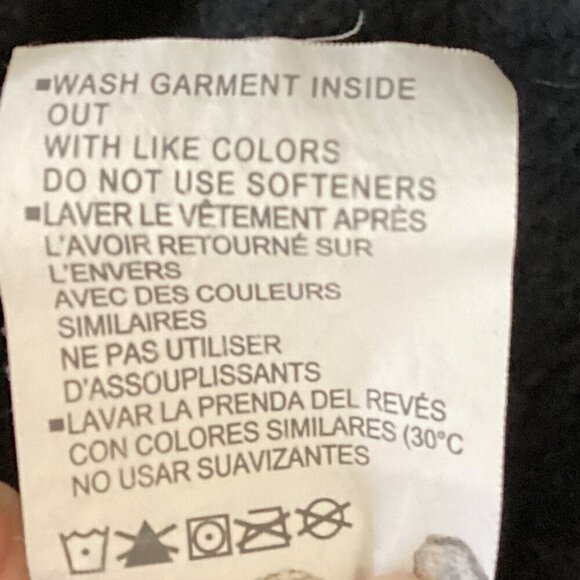 ■WASH GARMENT INSIDE
OUT
WITH LIKE COLORS
DO NOT USE SOFTENERS
■LAVER LE VÊTEMENT APRÈS
L'AVOIR RETOURNÉ SUR
L'ENVERS
AVEC DES COULEURS
SIMILAIRES
NE PAS UTILISER
D'ASSOUPLISSANTS
■LAVAR LA PRENDA DEL REVÉS
CON COLORES SIMILARES (30°C
NO USAR SUAVIZANTES